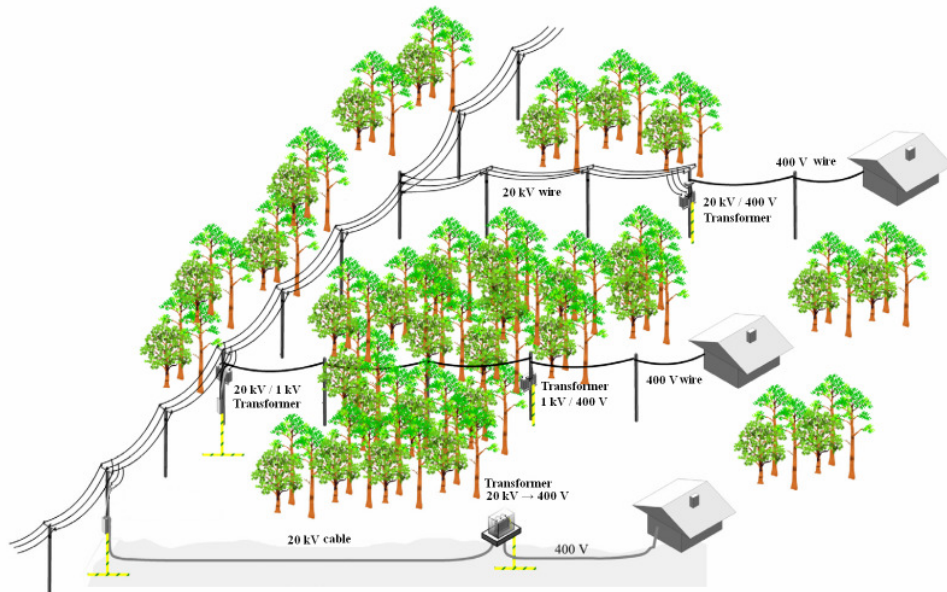 400 V wire
20 kV wire
20 kV / 400 V
Transformer
20 kV / 1 kV
Transformer
Transformer
1 kV / 400 V
400 V wire
Transformer
20 kV → 400 V
20 kV cable
400 V